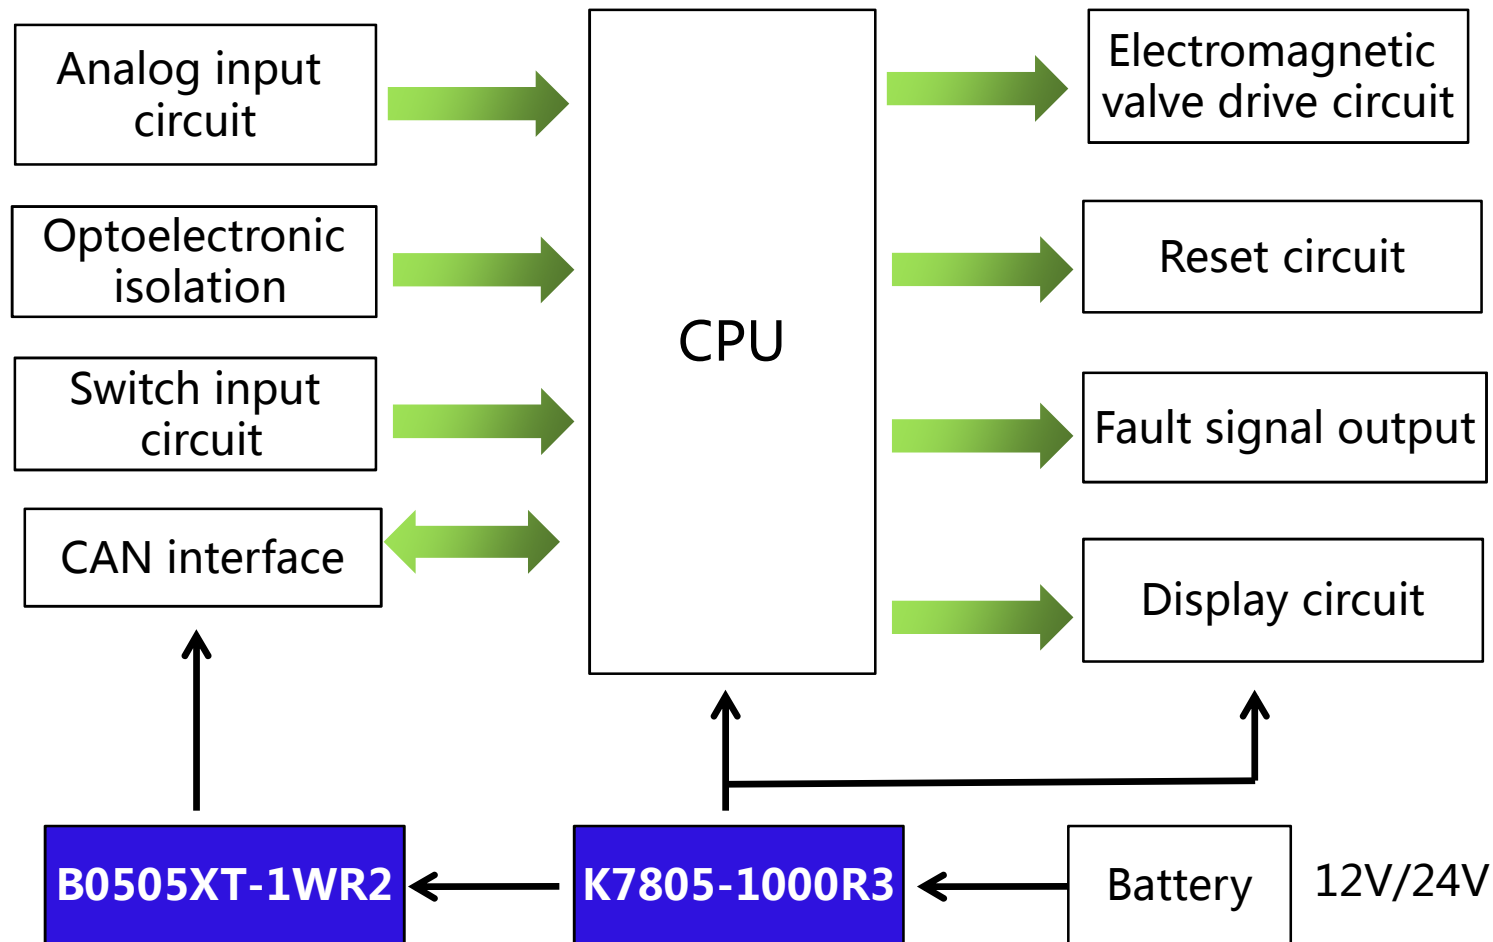 Analog input
circuit
Optoelectronic
isolation
Switch input
circuit
CAN interface
CPU
Electromagnetic
valve drive circuit
Reset circuit
Fault signal output
Display circuit
B0505XT-1WR2
K7805-1000R3
Battery
12V/24V